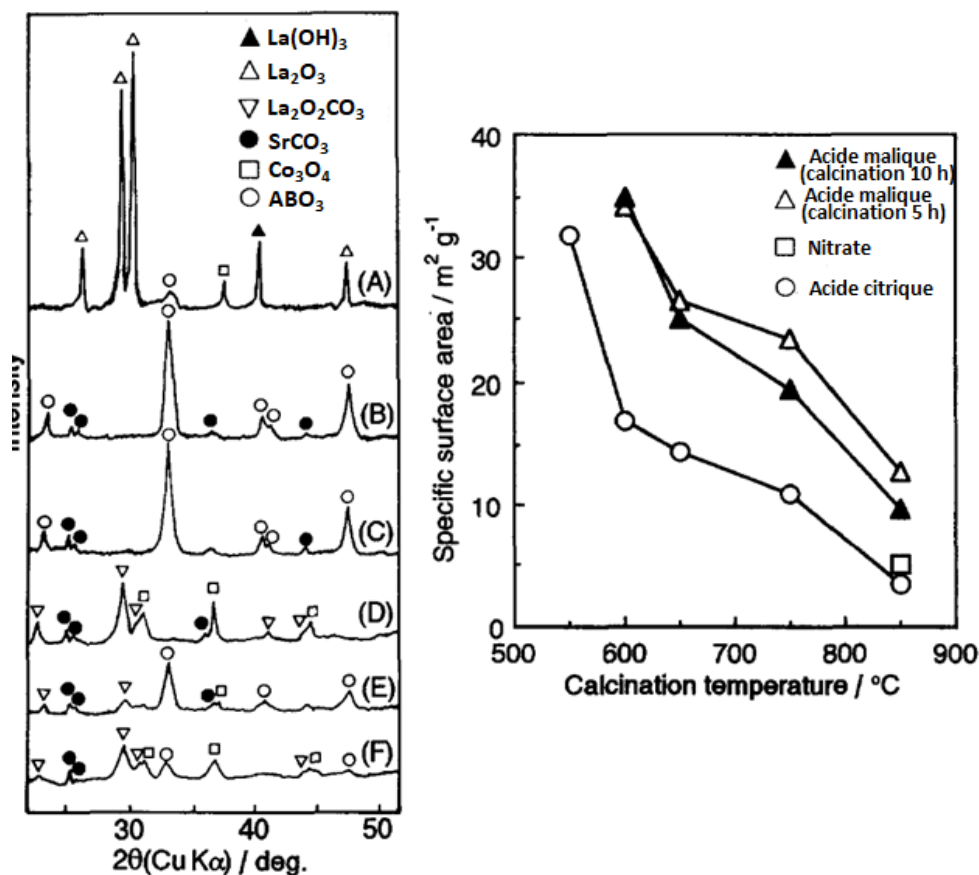 La(OH)₃
La₂O₃
La₂O₂CO₃
SrCO₃
Co₃O₄
ABO₃
(A)
(B)
(C)
(D)
(E)
(F)
30
40
50
2θ(Cu Kα) / deg.
Acide malique
(calcination 10 h)
Acide malique
(calcination 5 h)
Nitrate
Acide citrique
Specific surface area / m² g⁻¹
40
30
20
10
0
500
600
700
800
900
Calcination temperature / °C